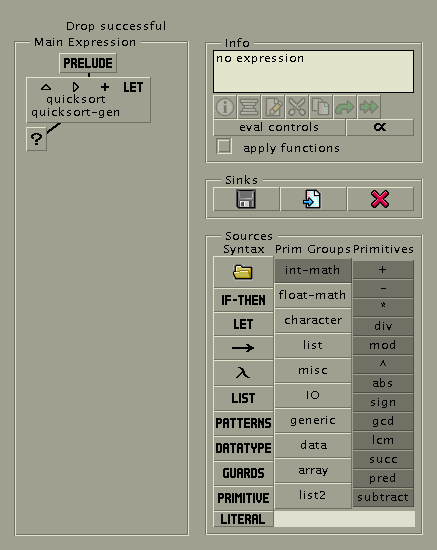 Drop successful
Main Expression
PRELUDE
+ LET
quicksort
quicksort-gen
?
Info
no expression
eval controls
α
apply functions
Sinks
Sources
Syntax Prim Groups Primitives
IF-THEN
LET
→
λ
LIST
PATTERNS
DATATYPE
GUARDS
PRIMITIVE
LITERAL
int-math
float-math
character
list
misc
IO
generic
data
array
list2
+
-
*
div
mod
^
abs
sign
gcd
lcm
succ
pred
subtract